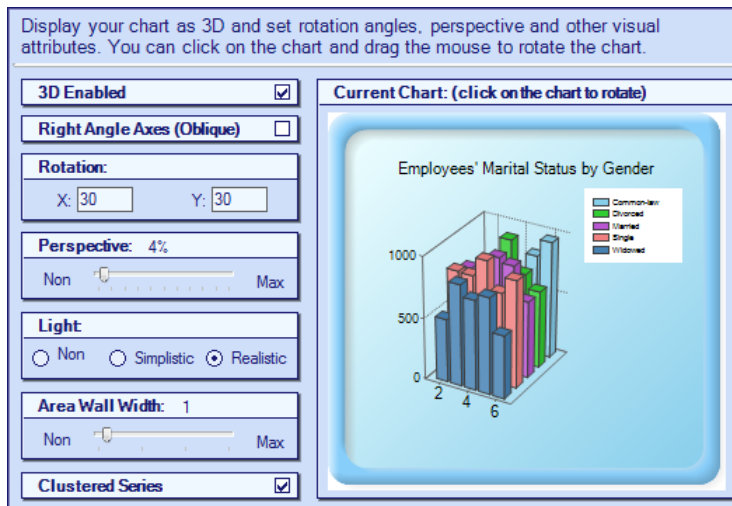 Display your chart as 3D and set rotation angles, perspective and other visual
attributes. You can click on the chart and drag the mouse to rotate the chart.
3D Enabled
Right Angle Axes (Oblique)
Rotation:
X: 30 Y: 30
Perspective: 4%
Non Max
Light:
Non Simplistic Realistic
Area Wall Width: 1
Non Max
Clustered Series
Current Chart: (click on the chart to rotate)
Employees' Marital Status by Gender
Common-law
Divorced
Married
Single
Widowed
1000
500
0
2 4 6